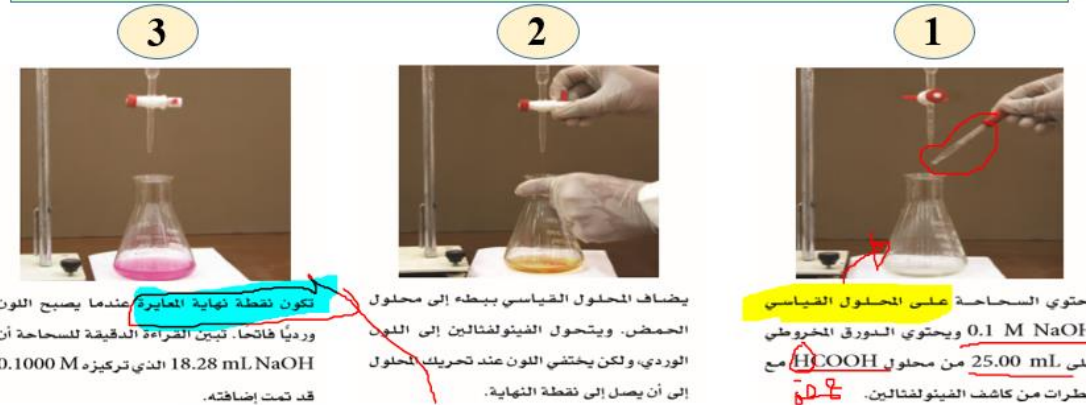 1
تحتوي السحاحة على المحلول القياسي
0.1 M NaOH ويحتوي الدورق المخروطي
على 25.00 mL من محلول HCOOH مع
قطرات من كاشف الفينولفثالين.
2
يضاف المحلول القياسي ببطء إلى محلول
الحمض. ويتحول الفينولفثالين إلى اللون
الوردي، ولكن يختفي اللون عند تحريك المحلول
إلى أن يصل إلى نقطة النهاية.
3
تكون نقطة نهاية المعايرة عندما يصبح اللون
ورديًا فاتحًا. تبين القراءة الدقيقة للسحاحة أن
18.28 mL NaOH الذي تركيزه 0.1000 M
قد تمت إضافته.